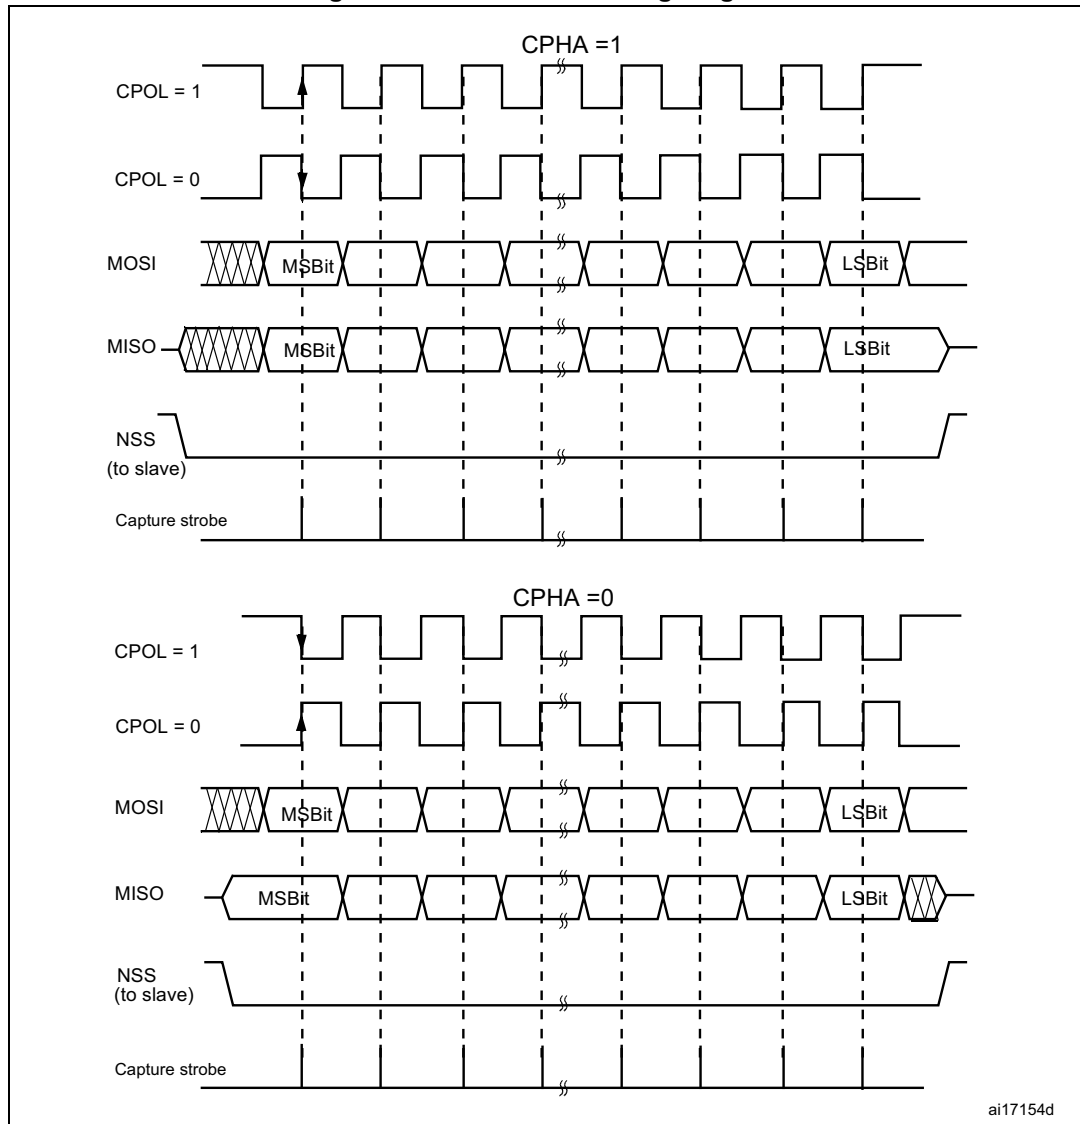 CPHA =1
CPOL = 1
CPOL = 0
MOSI MSBit LSBit
MISO MSBit LSBit
NSS
(to slave)
Capture strobe
CPHA =0
CPOL = 1
CPOL = 0
MOSI MSBit LSBit
MISO MSBit LSBit
NSS
(to slave)
Capture strobe
ai17154d